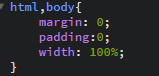 html,body{
margin: 0;
padding:0;
width: 100%;
}